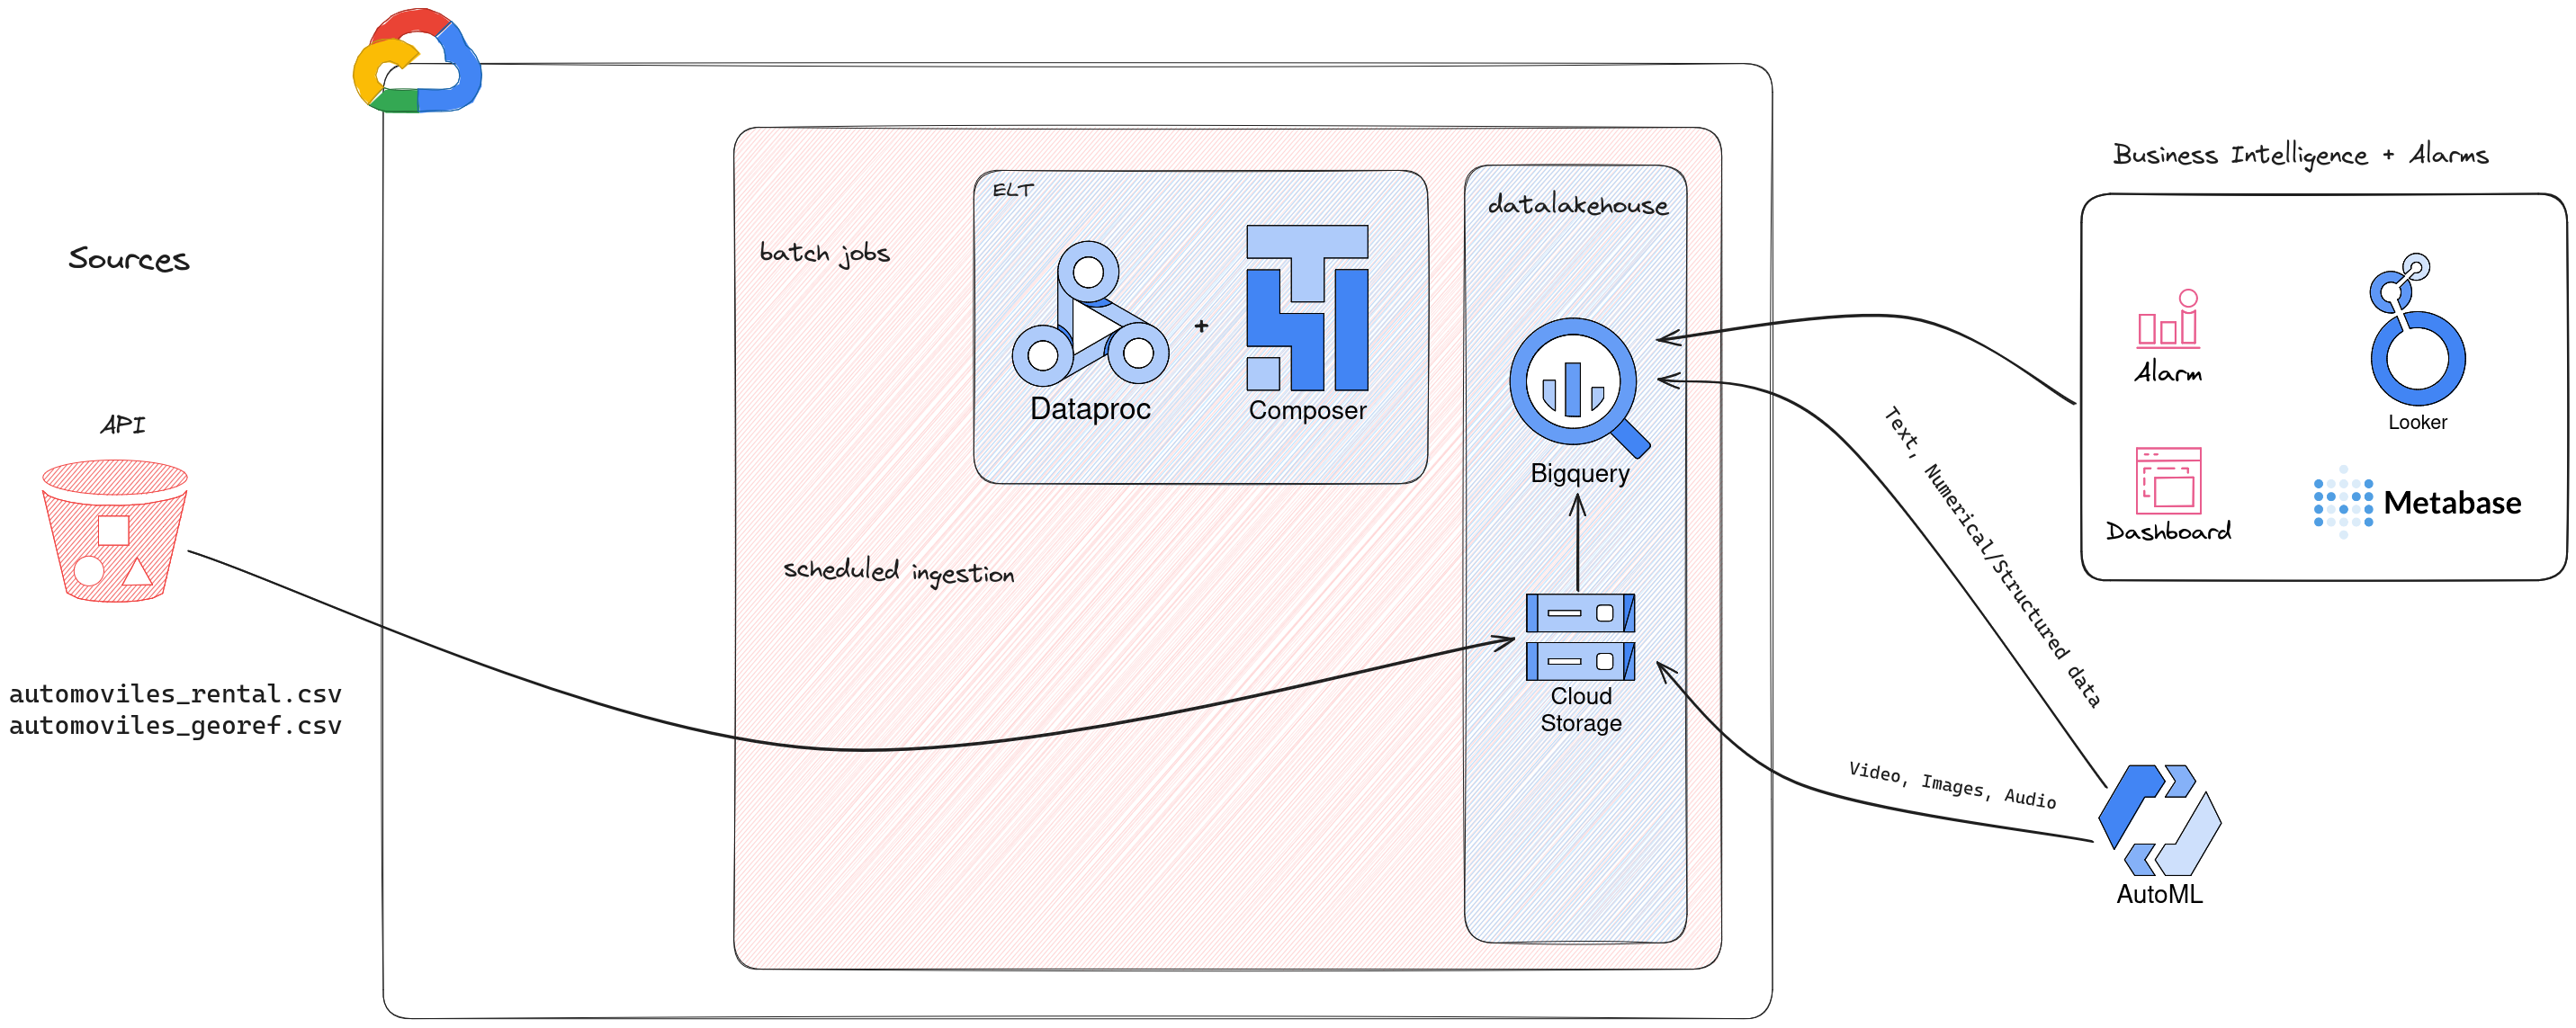 Sources
API
automoviles_rental.csv
automoviles_georef.csv
batch jobs
scheduled ingestion
ELT
Dataproc
+
Composer
datalakehouse
Bigquery
Cloud
Storage
Business Intelligence + Alarms
Alarm
Looker
Dashboard
Metabase
Text, Numerical/Structured data
Video, Images, Audio
AutoML